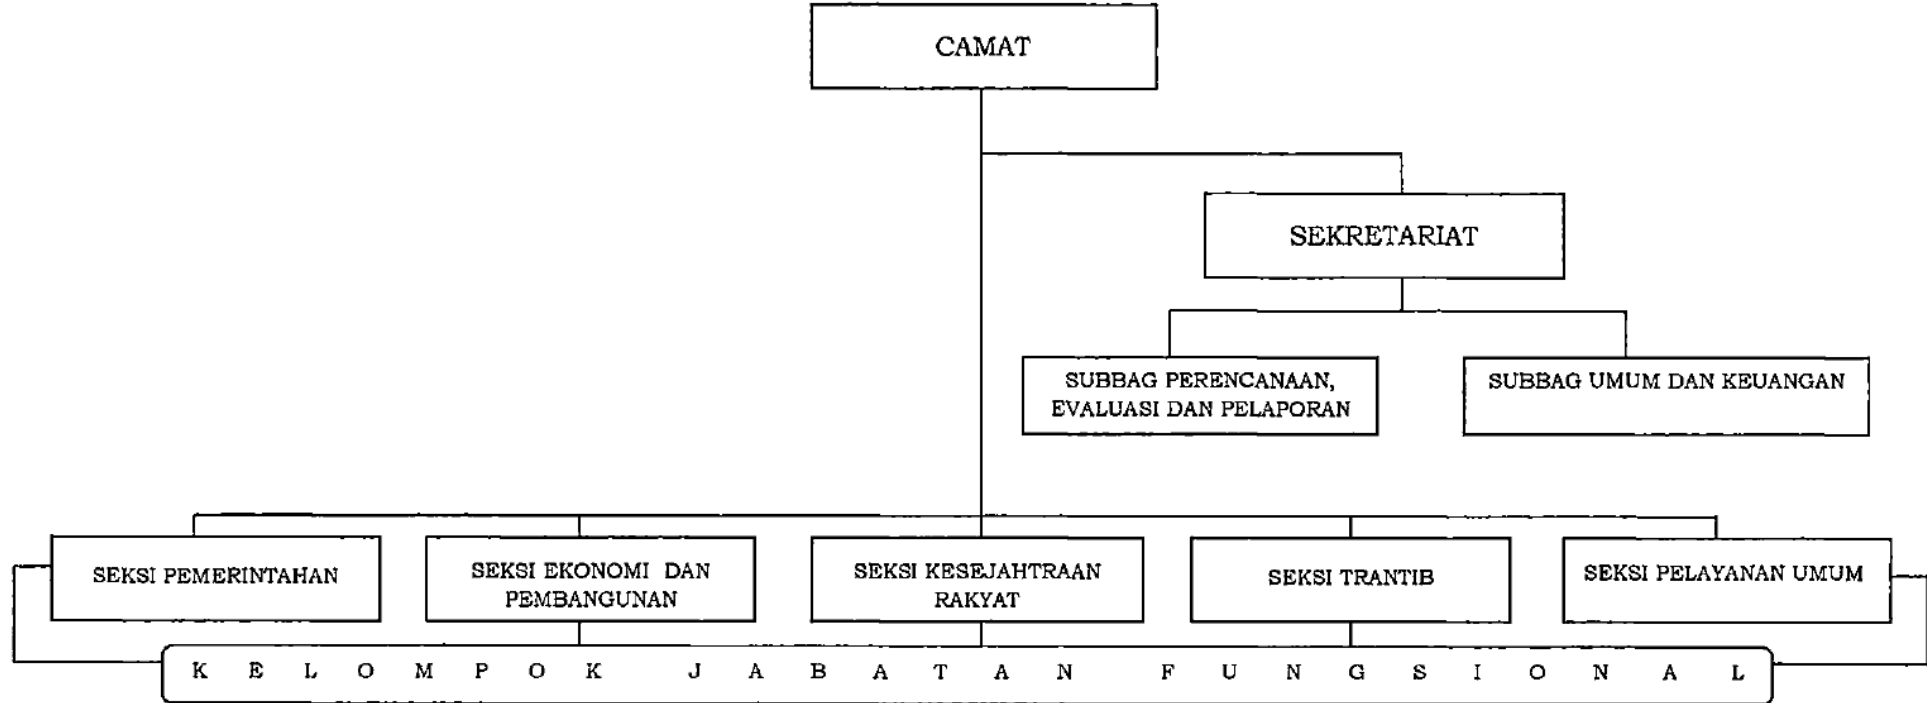 CAMAT
SEKRETARIAT
SUBBAG PERENCANAAN,
EVALUASI DAN PELAPORAN
SUBBAG UMUM DAN KEUANGAN
SEKSI PEMERINTAHAN
SEKSI EKONOMI DAN
PEMBANGUNAN
SEKSI KESEJAHTRAAN
RAKYAT
SEKSI TRANTIB
SEKSI PELAYANAN UMUM
K E L O M P O K J A B A T A N F U N G S I O N A L